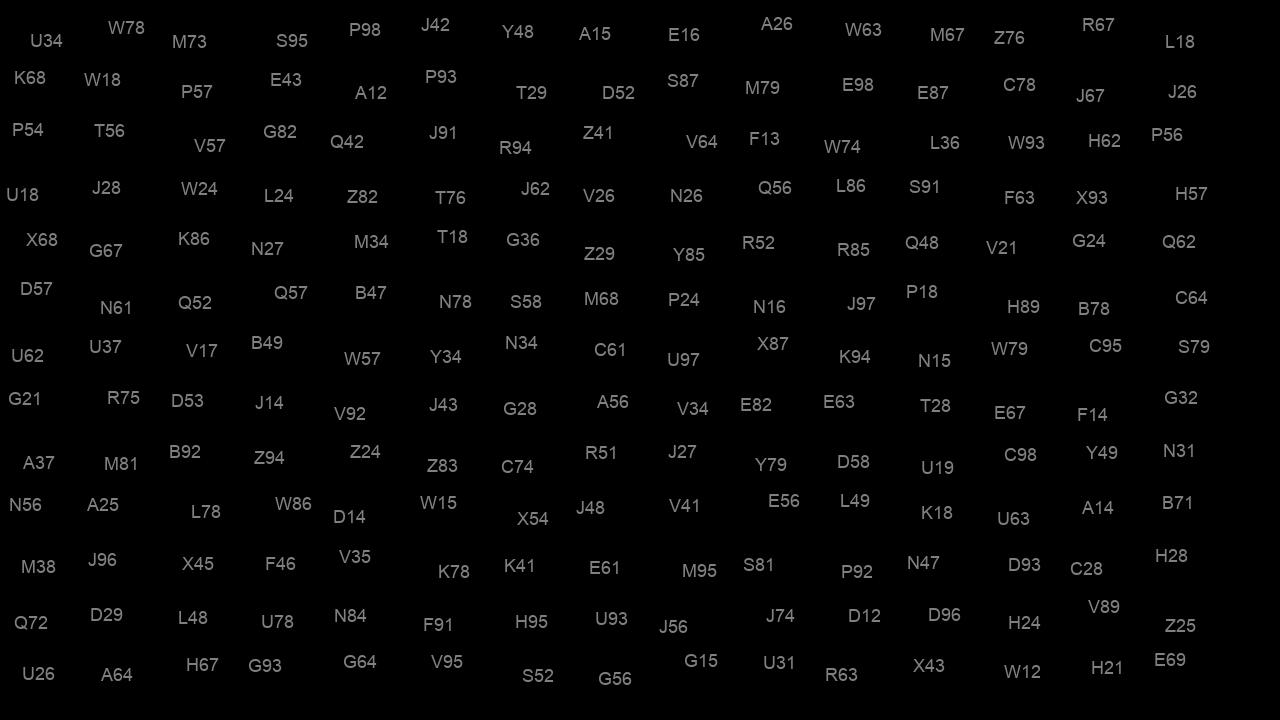 U34 W78 M73 S95 P98 J42 Y48 A15 E16 A26 W63 M67 Z76 R67 L18
K68 W18 P57 E43 A12 P93 T29 D52 S87 M79 E98 E87 C78 J67 J26
P54 T56 V57 G82 Q42 J91 R94 Z41 V64 F13 W74 L36 W93 H62 P56
U18 J28 W24 L24 Z82 T76 J62 V26 N26 Q56 L86 S91 F63 X93 H57
X68 G67 K86 N27 M34 T18 G36 Z29 Y85 R52 R85 Q48 V21 G24 Q62
D57 N61 Q52 Q57 B47 N78 S58 M68 P24 N16 J97 P18 H89 B78 C64
U62 U37 V17 B49 W57 Y34 N34 C61 U97 X87 K94 N15 W79 C95 S79
G21 R75 D53 J14 V92 J43 G28 A56 V34 E82 E63 T28 E67 F14 G32
A37 M81 B92 Z94 Z24 Z83 C74 R51 J27 Y79 D58 U19 C98 Y49 N31
N56 A25 L78 W86 D14 W15 X54 J48 V41 E56 L49 K18 U63 A14 B71
M38 J96 X45 F46 V35 K78 K41 E61 M95 S81 P92 N47 D93 C28 H28
Q72 D29 L48 U78 N84 F91 H95 U93 J56 J74 D12 D96 H24 V89 Z25
U26 A64 H67 G93 G64 V95 S52 G56 G15 U31 R63 X43 W12 H21 E69